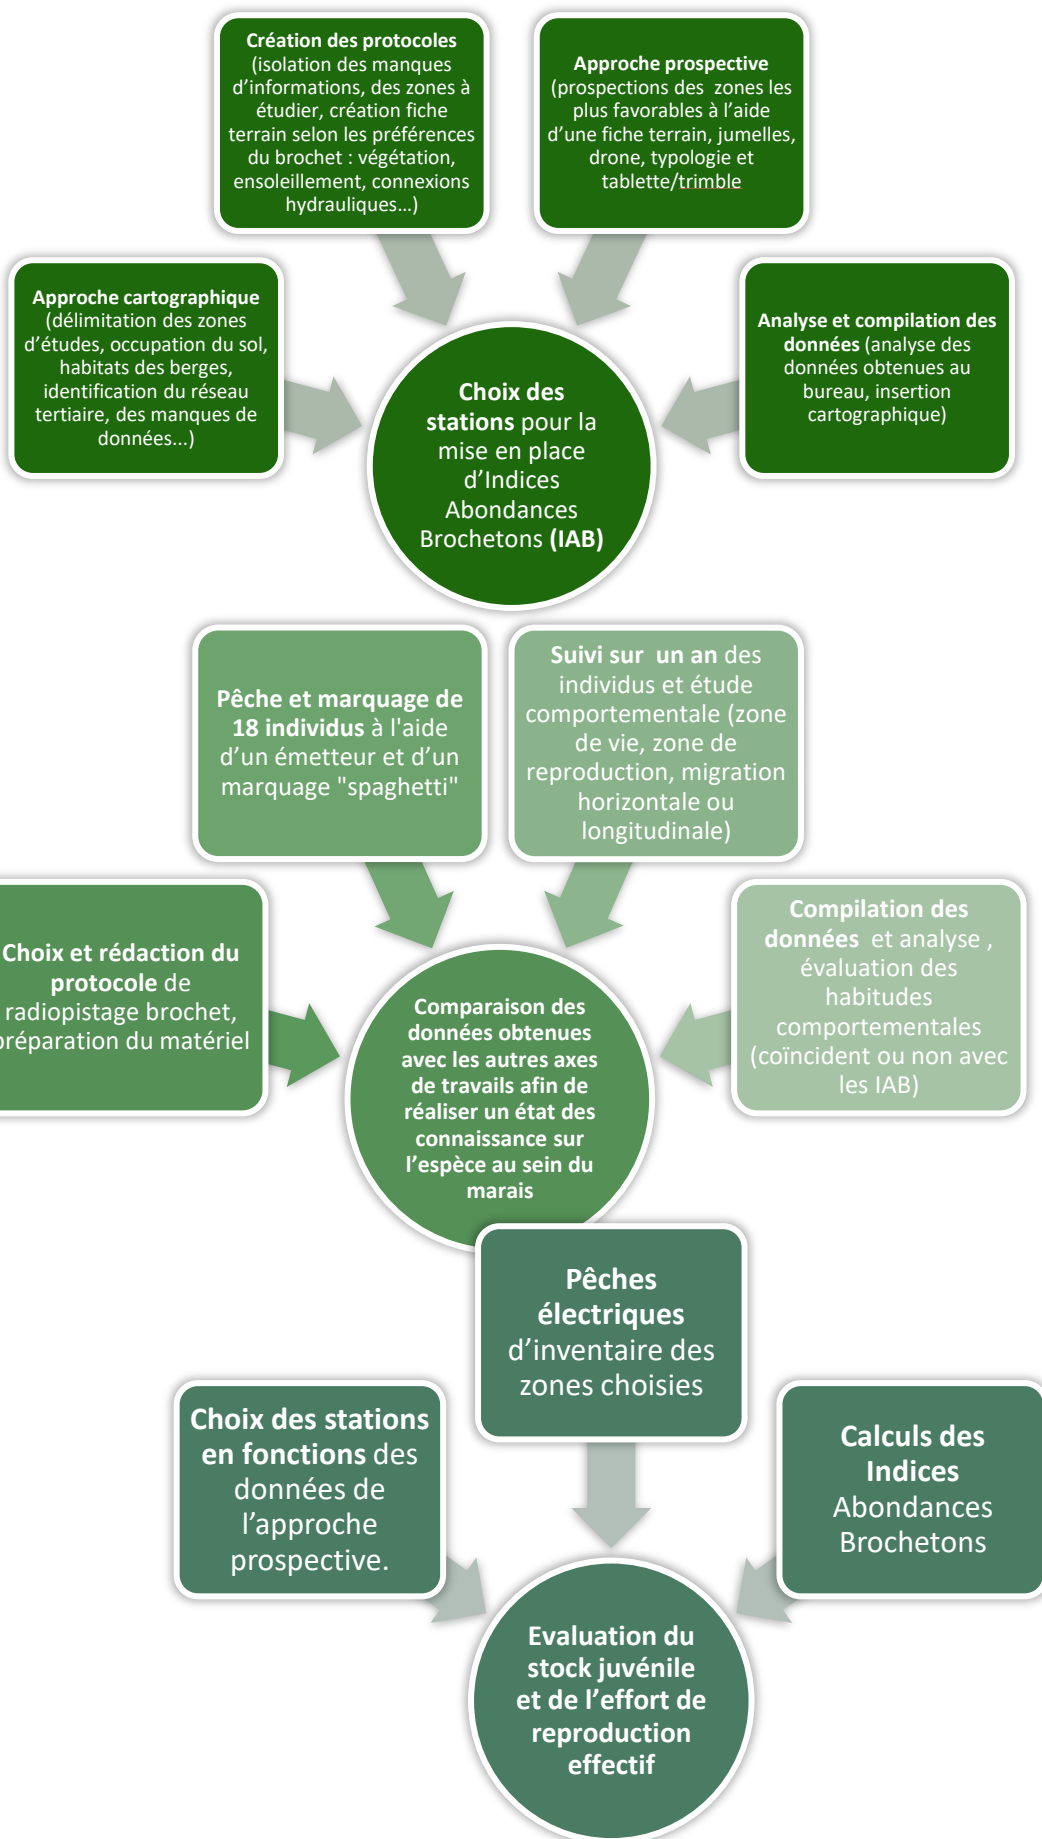 Création des protocoles
(isolation des manques
d’informations, des zones à
étudier, création fiche
terrain selon les préférences
du brochet : végétation,
ensoleillement, connexions
hydrauliques...)
Approche prospective
(prospections des  zones les
plus favorables à l’aide
d’une fiche terrain, jumelles,
drone, typologie et
tablette/trimble
Approche cartographique
(délimitation des zones
d’études, occupation du sol,
habitats des berges,
identification du réseau
tertiaire, des manques de
données...)
Analyse et compilation des
données (analyse des
données obtenues au
bureau, insertion
cartographique)
Choix des
stations pour la
mise en place
d’Indices
Abondances
Brochetons (IAB)
Pêche et marquage de
18 individus à l'aide
d’un émetteur et d’un
marquage "spaghetti"
Suivi sur  un an des
individus et étude
comportementale (zone
de vie, zone de
reproduction, migration
horizontale ou
longitudinale)
Choix et rédaction du
protocole de
radiopistage brochet,
préparation du matériel
Compilation des
données  et analyse ,
évaluation des
habitudes
comportementales
(coïncident ou non avec
les IAB)
Comparaison des
données obtenues
avec les autres axes
de travails afin de
réaliser un état des
connaissance sur
l’espèce au sein du
marais
Pêches
électriques
d’inventaire des
zones choisies
Choix des stations
en fonctions des
données de
l’approche
prospective.
Calculs des
Indices
Abondances
Brochetons
Evaluation du
stock juvénile
et de l’effort de
reproduction
effectif